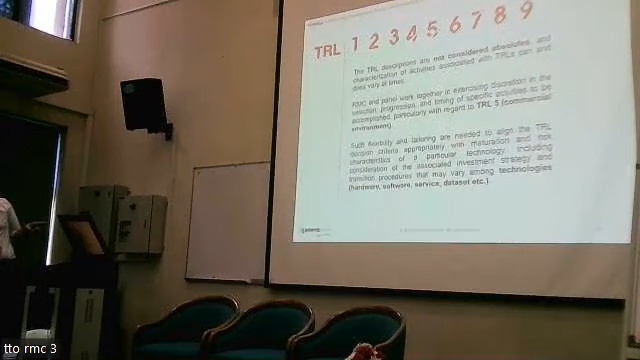 TRL 1 2 3 4 5 6 7 8 9
The TRL descriptions are not considered absolutes, and
characterization of activities associated with TRLs can and
does vary at times.
and panel work together in exercising discretion in the
selection, progression, and timing of specific activities to be
accomplished, particularly with regard to TRL 5 (commercial
environment).
Such flexibility and tailoring are needed to align the TRL
decision criteria appropriately with maturation and risk
characteristics of a particular technology, including
consideration of the associated investment strategy and
transition procedures that may vary among technologies
(hardware, software, service, dataset etc.).
tto rmc 3